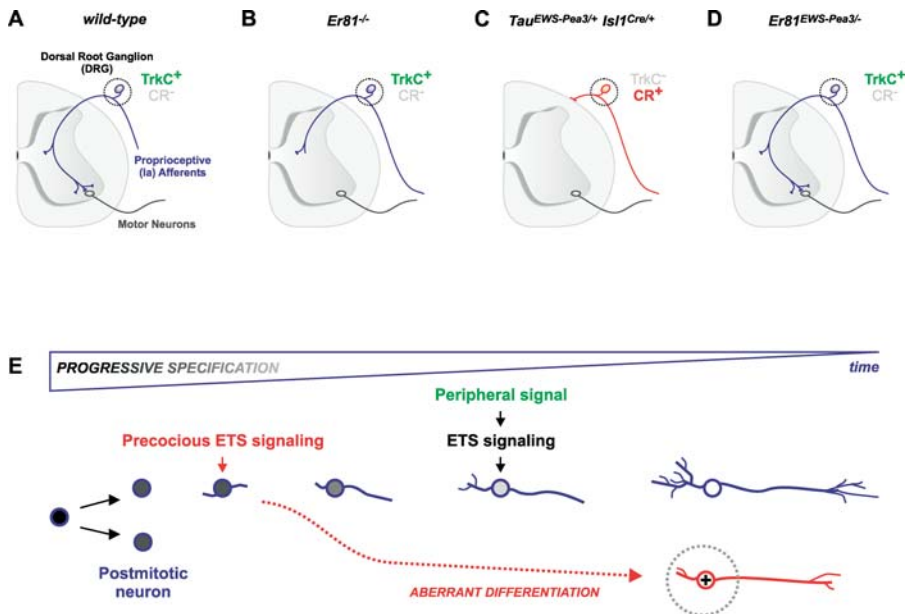 A
wild-type
B
Er81-/-
C
TauEWS-Pea3/+ Isl1Cre/+
D
Er81EWS-Pea3/-
Dorsal Root Ganglion
(DRG)
TrkC+
CR-
Proprioceptive
(Ia) Afferents
Motor Neurons
TrkC+
CR-
TrkC-
CR+
TrkC+
CR-
E
PROGRESSIVE SPECIFICATION
time
Peripheral signal
Precocious ETS signaling
ETS signaling
Postmitotic
neuron
ABERRANT DIFFERENTIATION
+